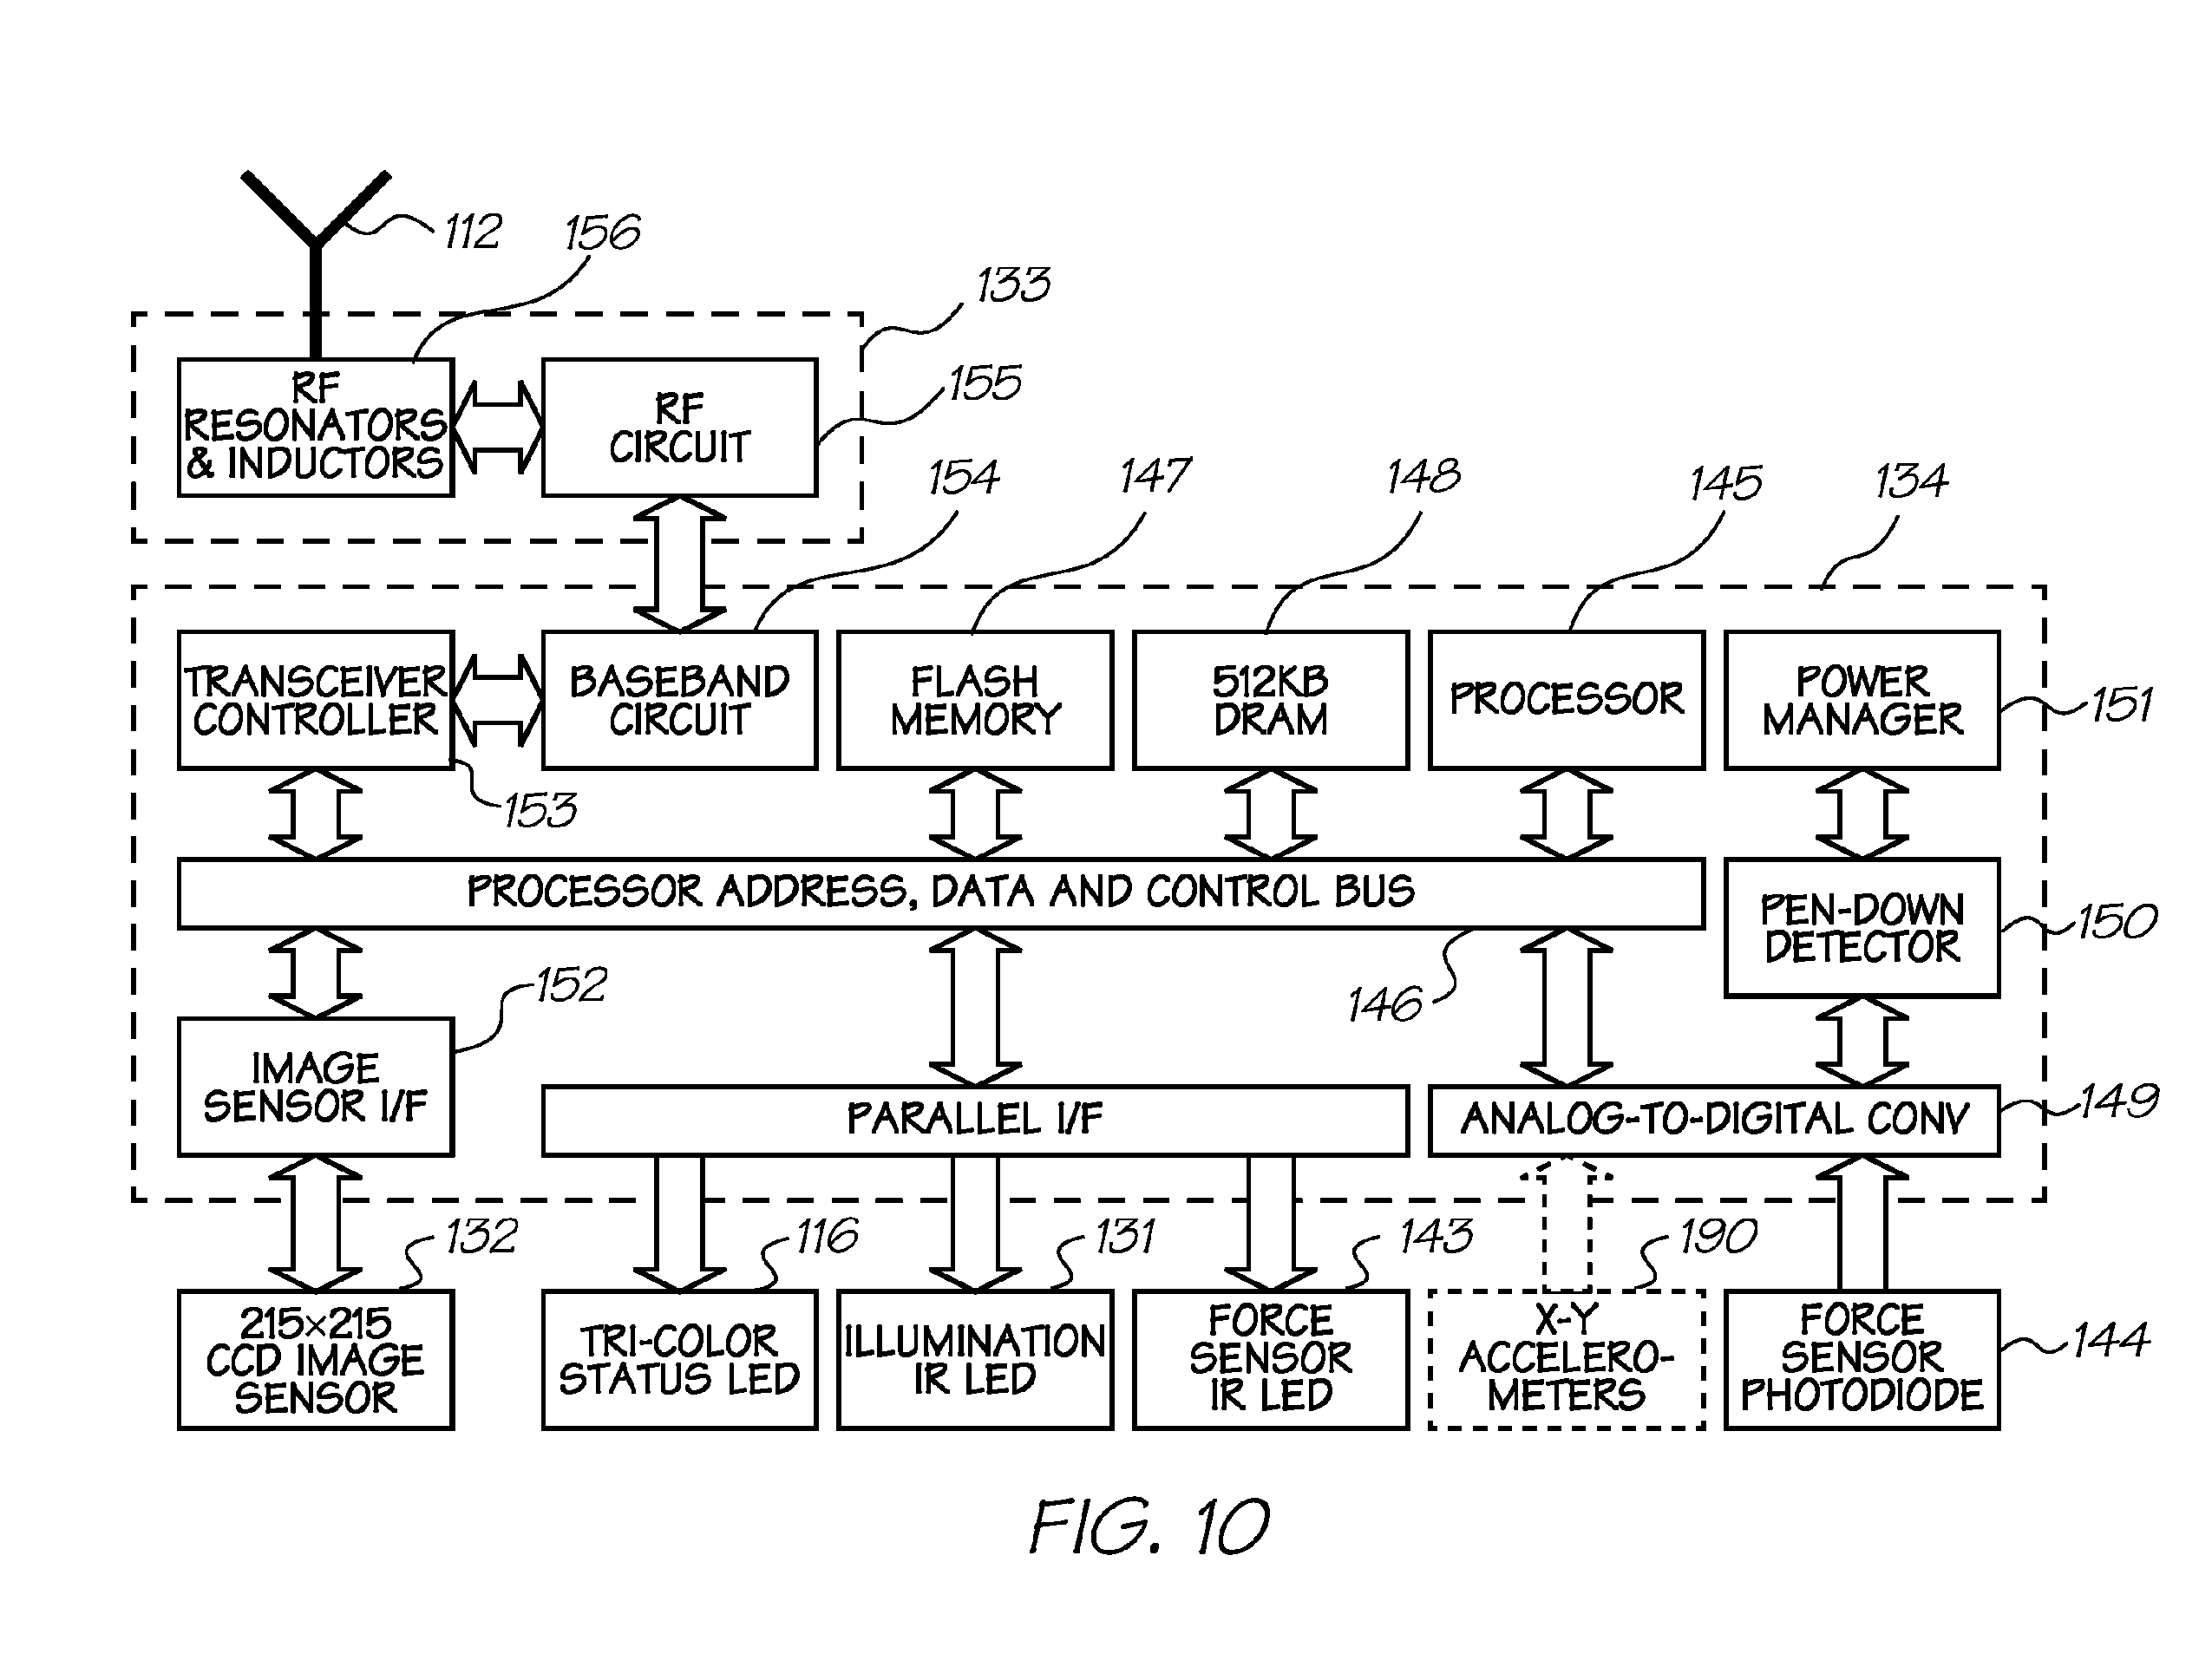 112
156
133
RF
RESONATORS
& INDUCTORS
RF
CIRCUIT
155
154
147
148
145
134
TRANSCEIVER
CONTROLLER
BASEBAND
CIRCUIT
FLASH
MEMORY
512KB
DRAM
PROCESSOR
POWER
MANAGER
151
153
PROCESSOR ADDRESS, DATA AND CONTROL BUS
PEN-DOWN
DETECTOR
150
152
146
IMAGE
SENSOR I/F
PARALLEL I/F
ANALOG-TO-DIGITAL CONV
149
132
116
131
143
190
215×215
CCD IMAGE
SENSOR
TRI-COLOR
STATUS LED
ILLUMINATION
IR LED
FORCE
SENSOR
IR LED
X-Y
ACCELERO-
METERS
FORCE
SENSOR
PHOTODIODE
144
FIG. 10